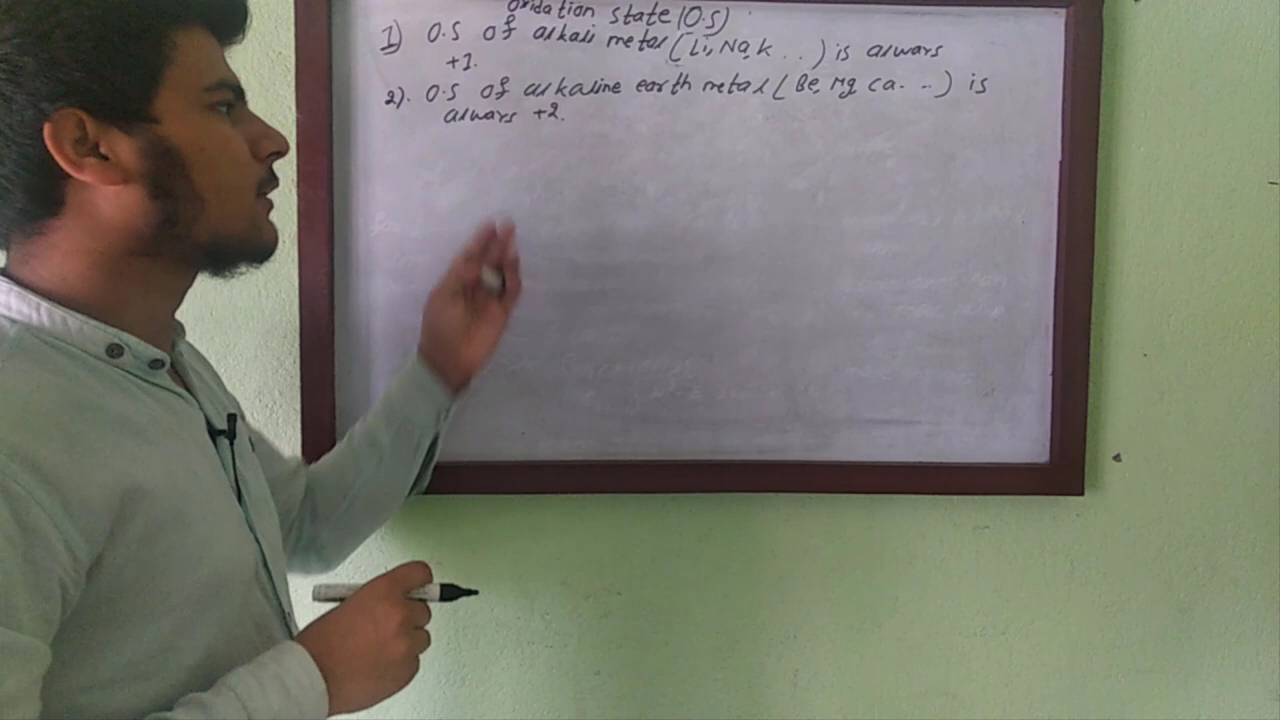 Oxidation state (O.S)
1) O.S of alkali metal (Li, Na, K . . ) is always
+1.
2). O.S of alkaline earth metal (Be, Mg Ca. ..) is
always +2.